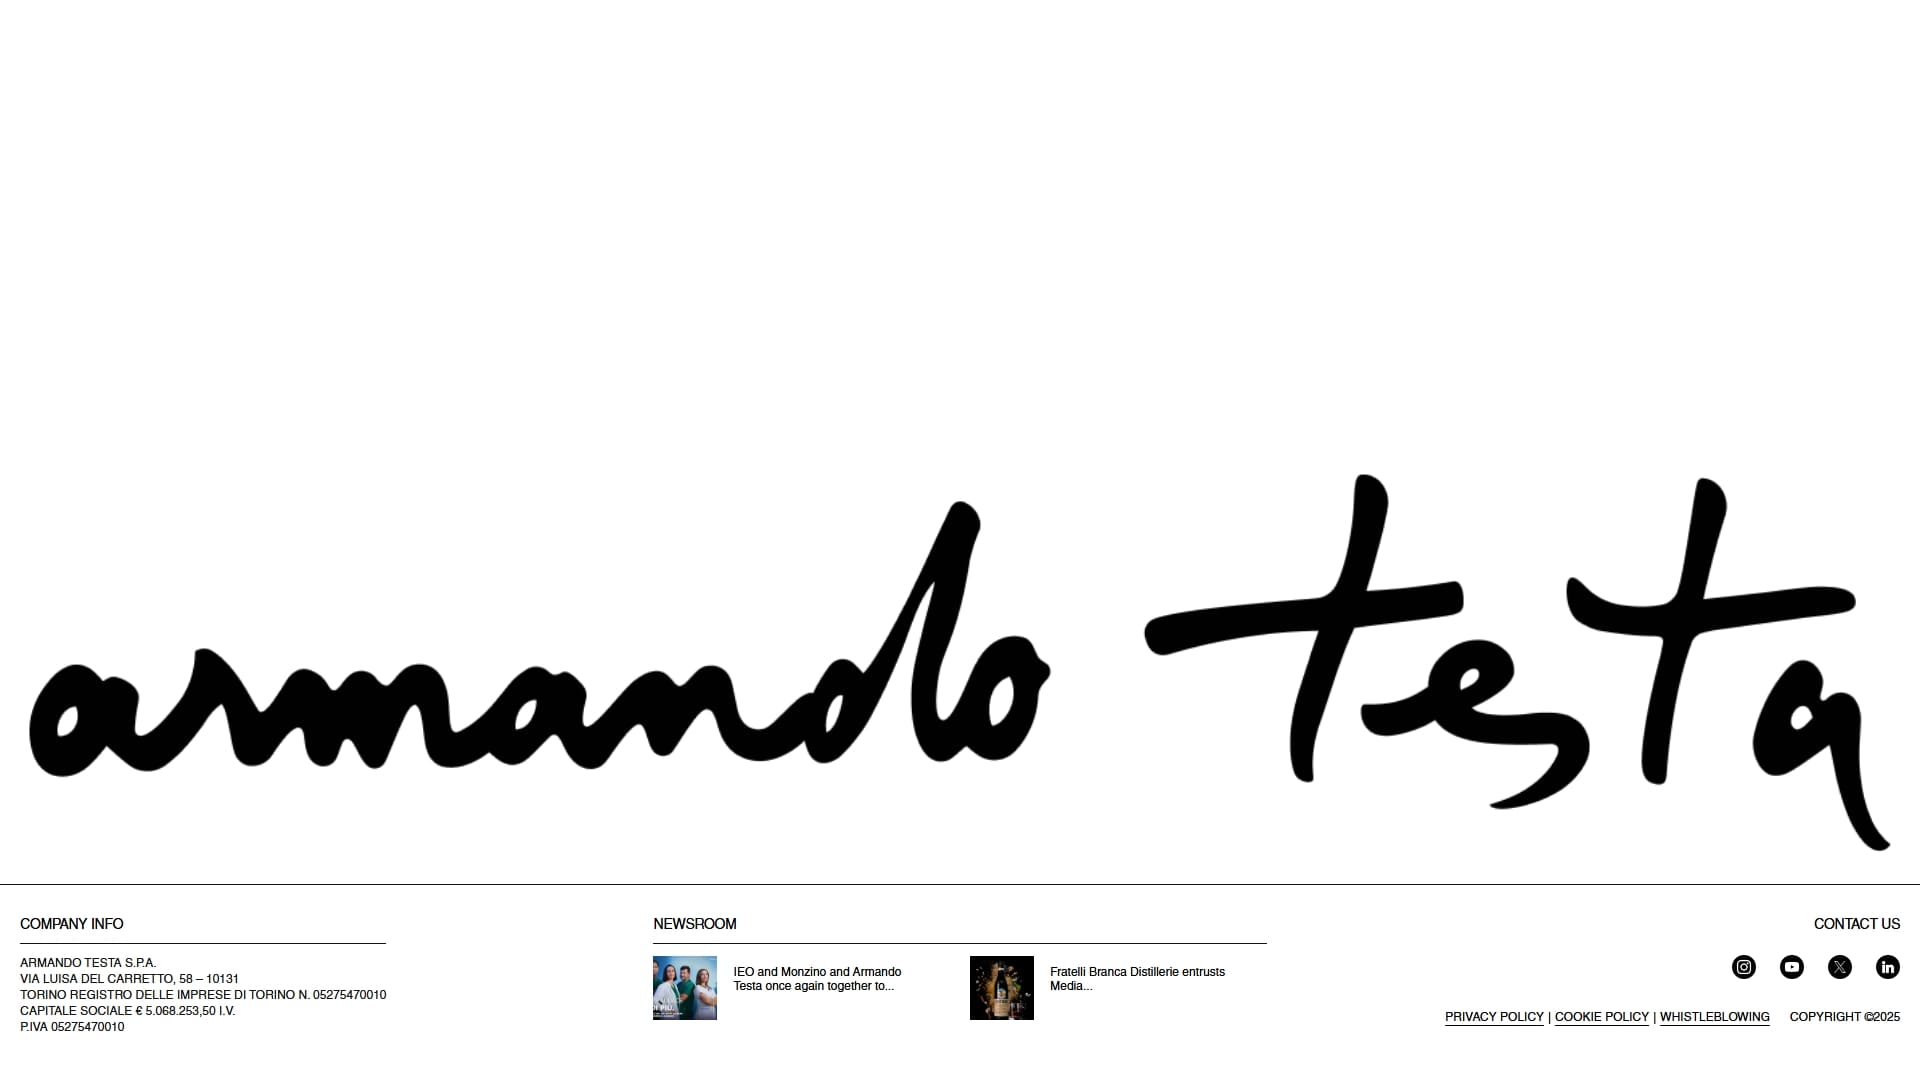 armando testa
COMPANY INFO
ARMANDO TESTA S.P.A.
VIA LUISA DEL CARRETTO, 58 – 10131
TORINO REGISTRO DELLE IMPRESE DI TORINO N. 05275470010
CAPITALE SOCIALE € 5.068.253,50 I.V.
P.IVA 05275470010
NEWSROOM
IEO and Monzino and Armando
Testa once again together to...
Fratelli Branca Distillerie entrusts
Media...
CONTACT US
PRIVACY POLICY | COOKIE POLICY | WHISTLEBLOWING COPYRIGHT ©2025